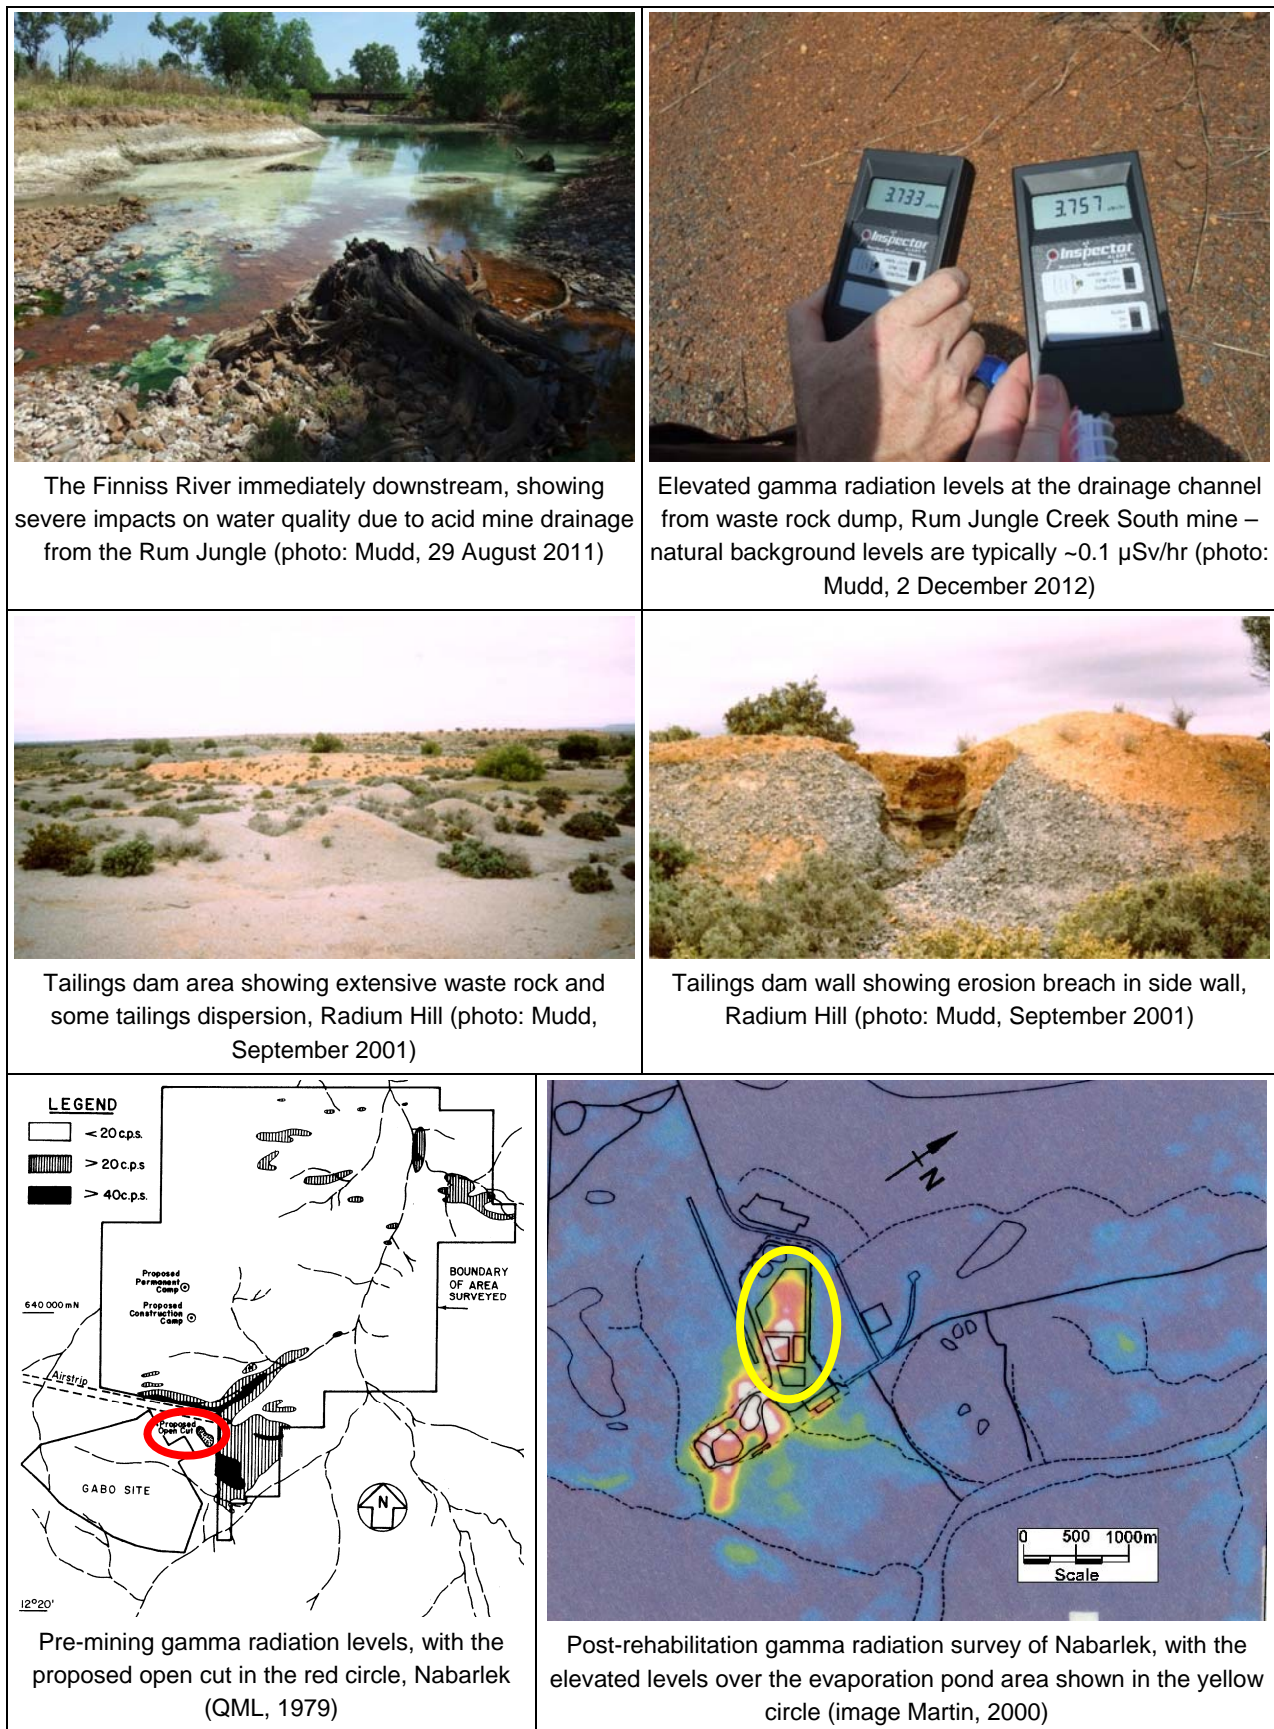 3.733
Inspector
3.757
Inspector
ALERT
The Finniss River immediately downstream, showing
severe impacts on water quality due to acid mine drainage
from the Rum Jungle (photo: Mudd, 29 August 2011)
Elevated gamma radiation levels at the drainage channel
from waste rock dump, Rum Jungle Creek South mine –
natural background levels are typically ~0.1 µSv/hr (photo:
Mudd, 2 December 2012)
Tailings dam area showing extensive waste rock and
some tailings dispersion, Radium Hill (photo: Mudd,
September 2001)
Tailings dam wall showing erosion breach in side wall,
Radium Hill (photo: Mudd, September 2001)
LEGEND
< 20 c.p.s.
> 20 c.p.s
> 40 c.p.s.
BOUNDARY
OF AREA
SURVEYED
Proposed
Permanent
Camp
640 000 mN
Proposed
Construction
Camp
Airstrip
Proposed
Open Cut
GABO SITE
N
12°20'
Pre-mining gamma radiation levels, with the
proposed open cut in the red circle, Nabarlek
(QML, 1979)
N
0 500 1000m
Scale
Post-rehabilitation gamma radiation survey of Nabarlek, with the
elevated levels over the evaporation pond area shown in the yellow
circle (image Martin, 2000)